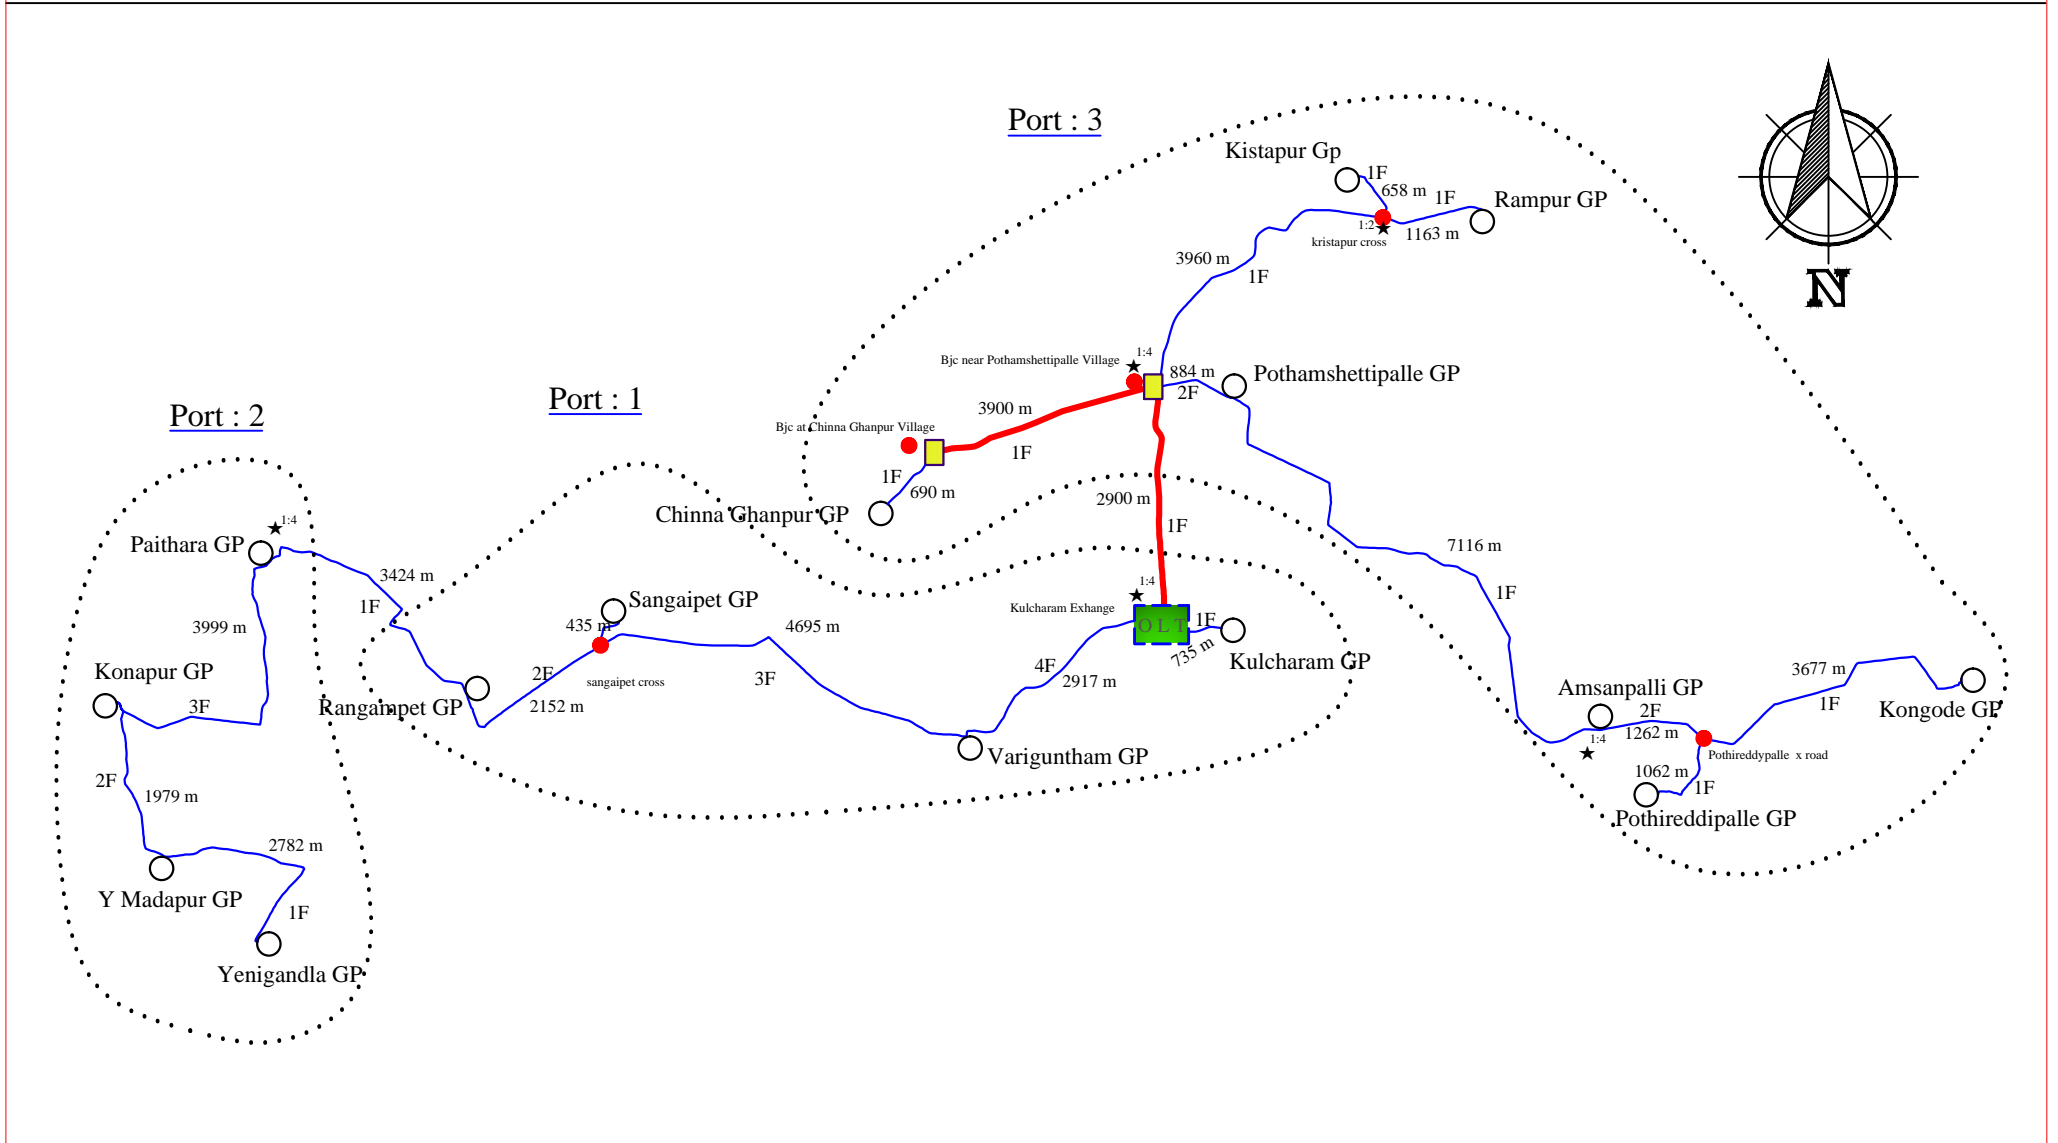 Port : 3
Kistapur Gp
1F
658 m
1F
Rampur GP
1:2
1163 m
kristapur cross
3960 m
1F
N
Bjc near Pothamshettipalle Village
1:4
884 m
2F
Pothamshettipalle GP
3900 m
1F
Bjc at Chinna Ghanpur Village
1F
690 m
Chinna Ghanpur GP
2900 m
1F
Port : 1
Port : 2
1:4
Paithara GP
3424 m
1F
3999 m
Konapur GP
3F
2F
1979 m
2782 m
Y Madapur GP
1F
Yenigandla GP
Sangaipet GP
435 m
4695 m
2F
sangaipet cross
3F
Rangampet GP
2152 m
1:4
Kulcharam Exhange
OLT
1F
735 m
Kulcharam GP
4F
2917 m
Variguntham GP
7116 m
1F
Amsanpalli GP
2F
1262 m
1:4
3677 m
1F
Kongode GP
Pothireddypalle x road
1062 m
1F
Pothireddipalle GP